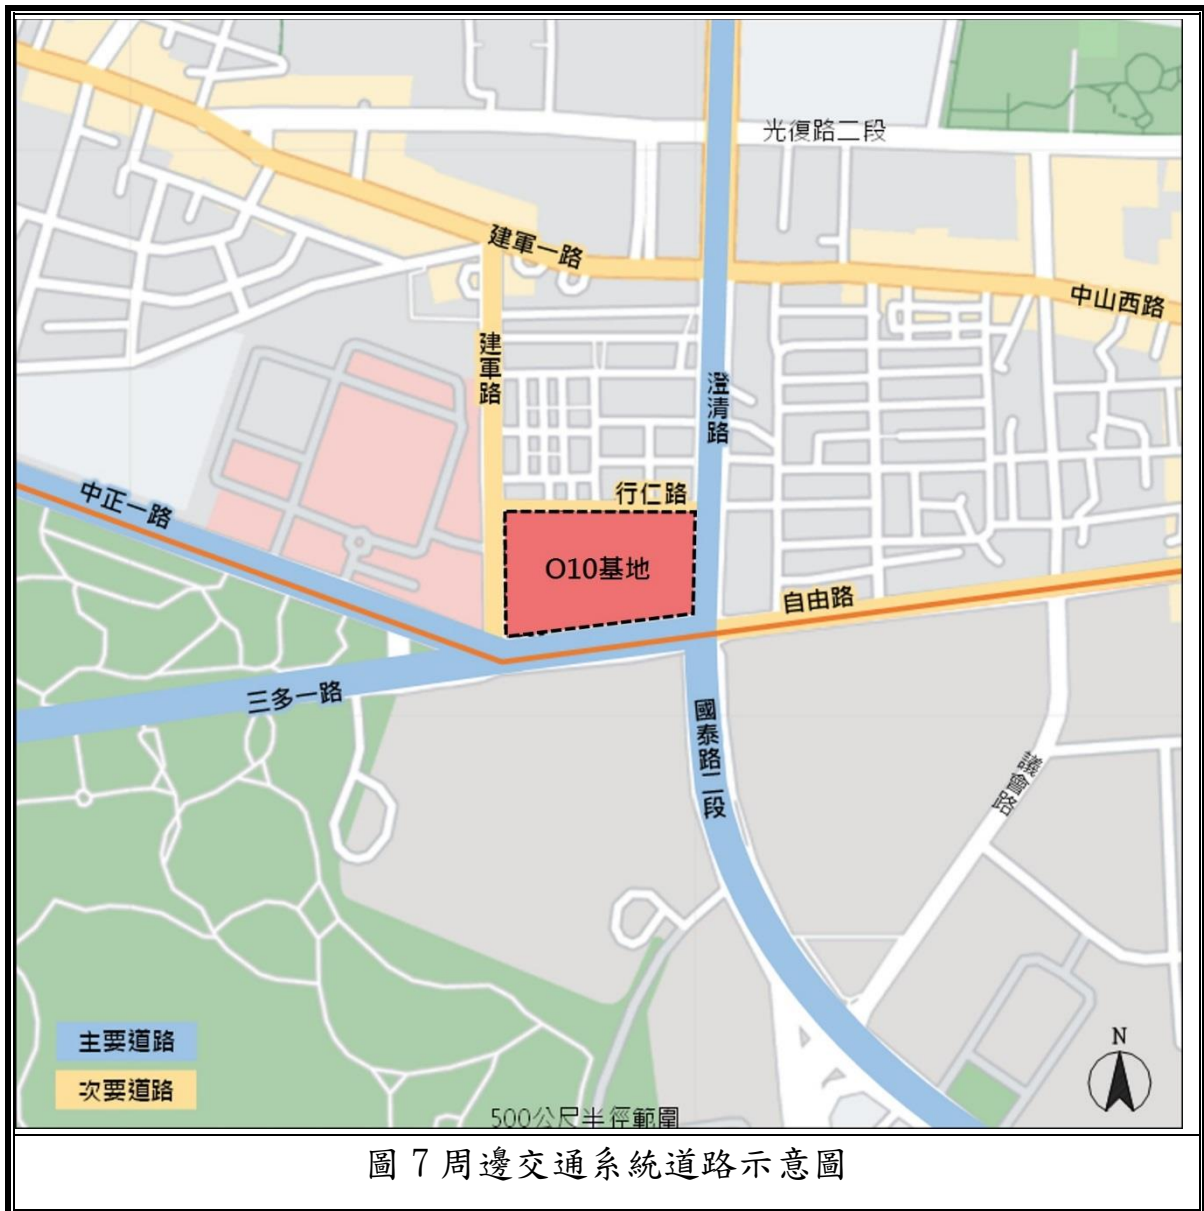 光復路二段
建軍一路
中山西路
建軍路
澄清路
中正一路
行仁路
O10基地
自由路
三多一路
國泰路二段
議會路
主要道路
次要道路
N
500公尺半徑範圍
圖 7 周邊交通系統道路示意圖